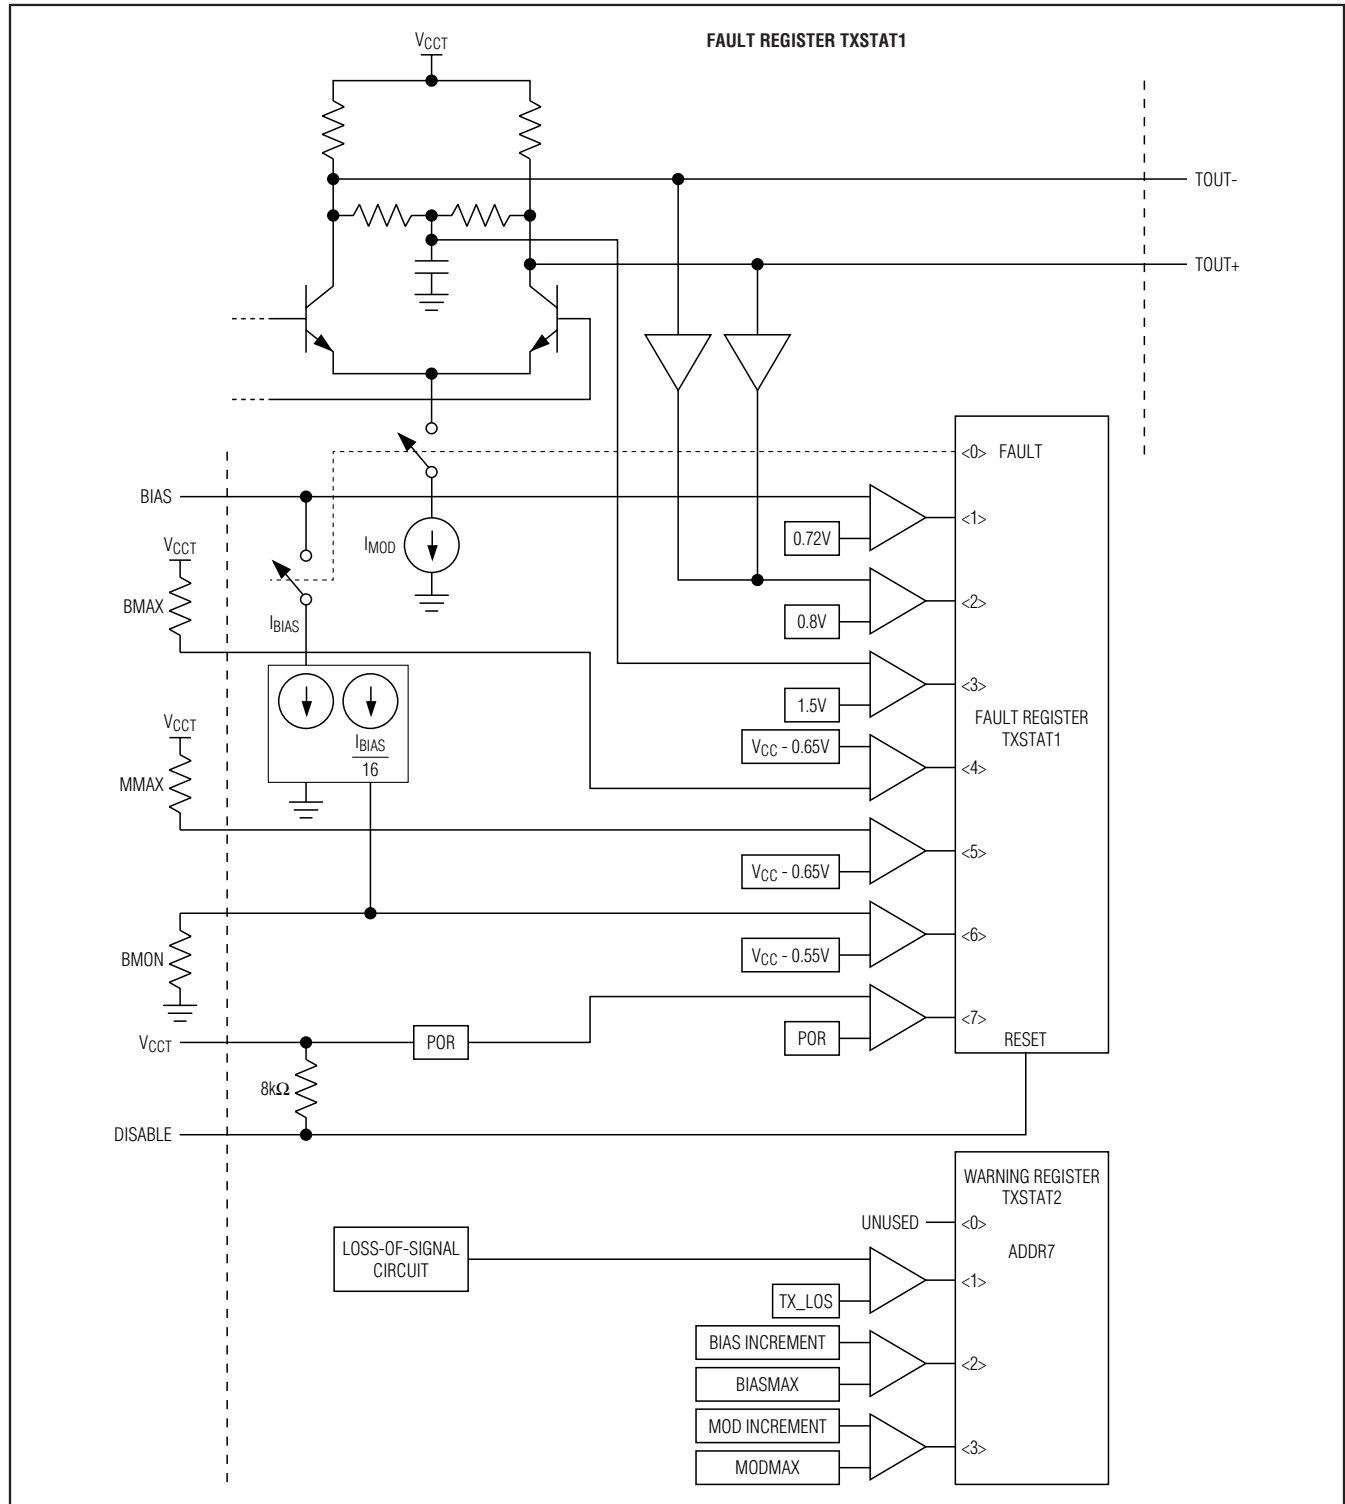 FAULT REGISTER TXSTAT1
VCCT
TOUT-
TOUT+
<0> FAULT
BIAS
<1>
0.72V
VCCT
IMOD
BMAX
<2>
0.8V
IBIAS
<3>
1.5V
FAULT REGISTER
TXSTAT1
VCCT
VCC - 0.65V
IBIAS
16
<4>
MMAX
<5>
VCC - 0.65V
<6>
BMON
VCC - 0.55V
<7>
VCCT
POR
POR
RESET
8kΩ
DISABLE
WARNING REGISTER
TXSTAT2
UNUSED
<0>
LOSS-OF-SIGNAL
CIRCUIT
ADDR7
<1>
TX_LOS
BIAS INCREMENT
<2>
BIASMAX
MOD INCREMENT
<3>
MODMAX